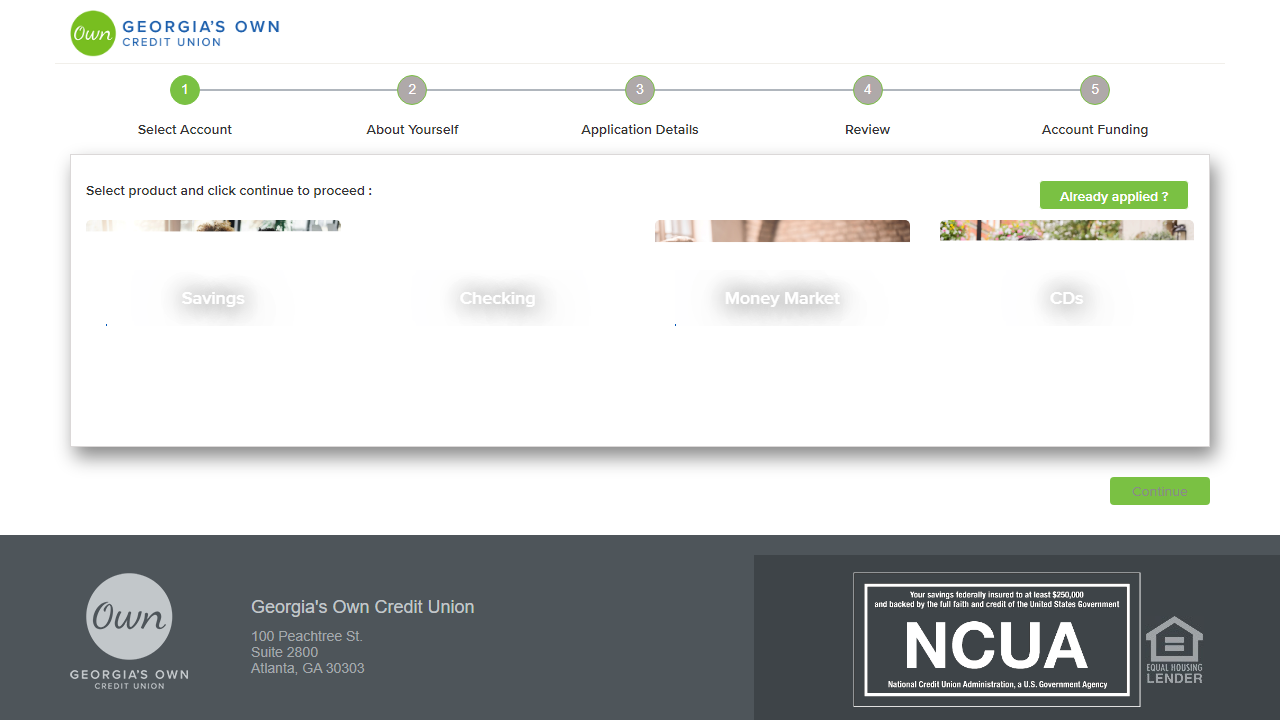 Own GEORGIA'S OWN
CREDIT UNION
1 2 3 4 5
Select Account About Yourself Application Details Review Account Funding
Select product and click continue to proceed :
Already applied ?
Savings Checking Money Market CDs
Continue
Own
GEORGIA'S OWN
CREDIT UNION
Georgia's Own Credit Union
100 Peachtree St.
Suite 2800
Atlanta, GA 30303
Your savings federally insured to at least $250,000
and backed by the full faith and credit of the United States Government
NCUA
National Credit Union Administration, a U.S. Government Agency
EQUAL HOUSING
LENDER